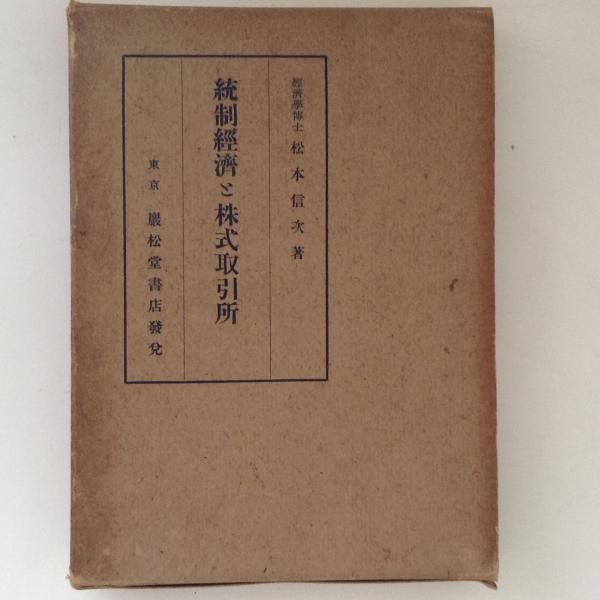 經濟學博士 松本信次著
統制經濟と株式取引所
東京 巖松堂書店發兌